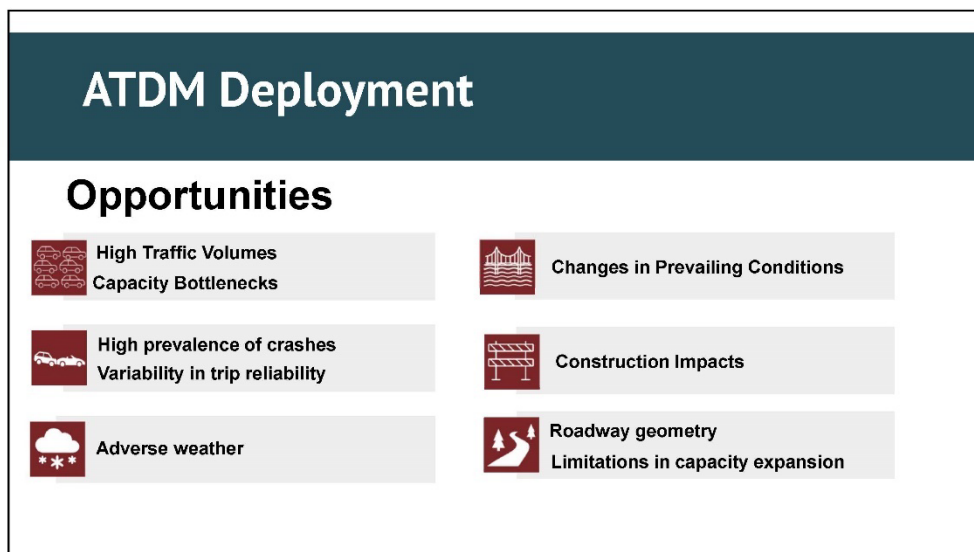 ATDM Deployment
Opportunities
High Traffic Volumes
Capacity Bottlenecks
High prevalence of crashes
Variability in trip reliability
Adverse weather
Changes in Prevailing Conditions
Construction Impacts
Roadway geometry
Limitations in capacity expansion